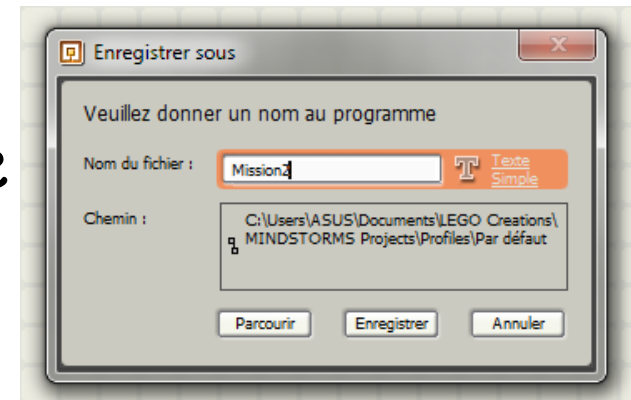 Enregistrer sous
Veuillez donner un nom au programme
Nom du fichier :
Mission2
T Texte
Simple
Chemin :
C:\Users\ASUS\Documents\LEGO Creations\
MINDSTORMS Projects\Profiles\Par défaut
Parcourir Enregistrer Annuler